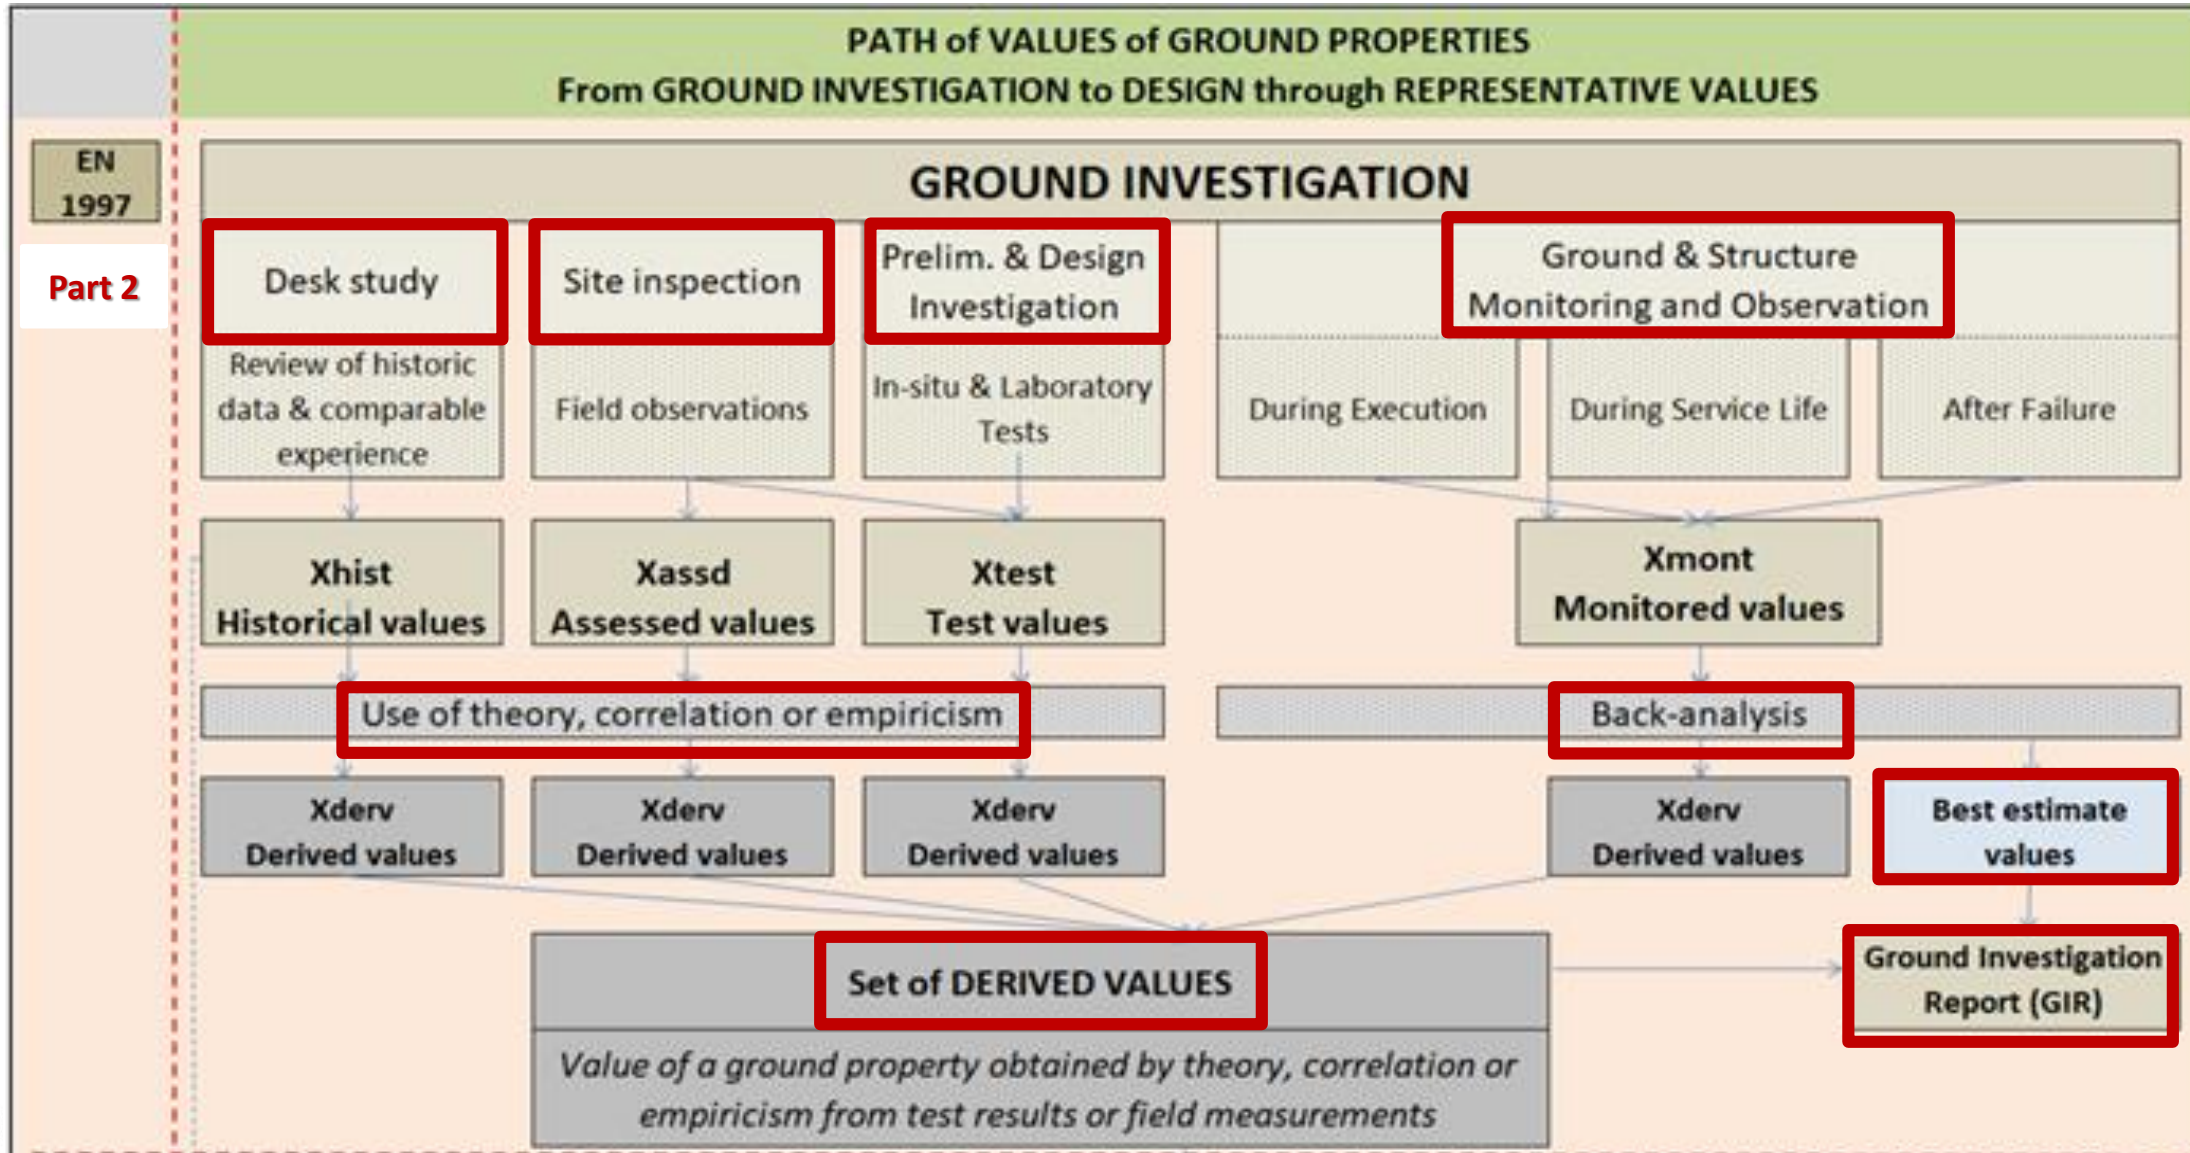 PATH of VALUES of GROUND PROPERTIES
From GROUND INVESTIGATION to DESIGN through REPRESENTATIVE VALUES
EN
1997
Part 2
GROUND INVESTIGATION
Desk study
Site inspection
Prelim. & Design
Investigation
Ground & Structure
Monitoring and Observation
Review of historic
data & comparable
experience
Field observations
In-situ & Laboratory
Tests
During Execution
During Service Life
After Failure
Xhist
Historical values
Xassd
Assessed values
Xtest
Test values
Xmont
Monitored values
Use of theory, correlation or empiricism
Back-analysis
Xderv
Derived values
Xderv
Derived values
Xderv
Derived values
Xderv
Derived values
Best estimate
values
Set of DERIVED VALUES
Ground Investigation
Report (GIR)
Value of a ground property obtained by theory, correlation or
empiricism from test results or field measurements